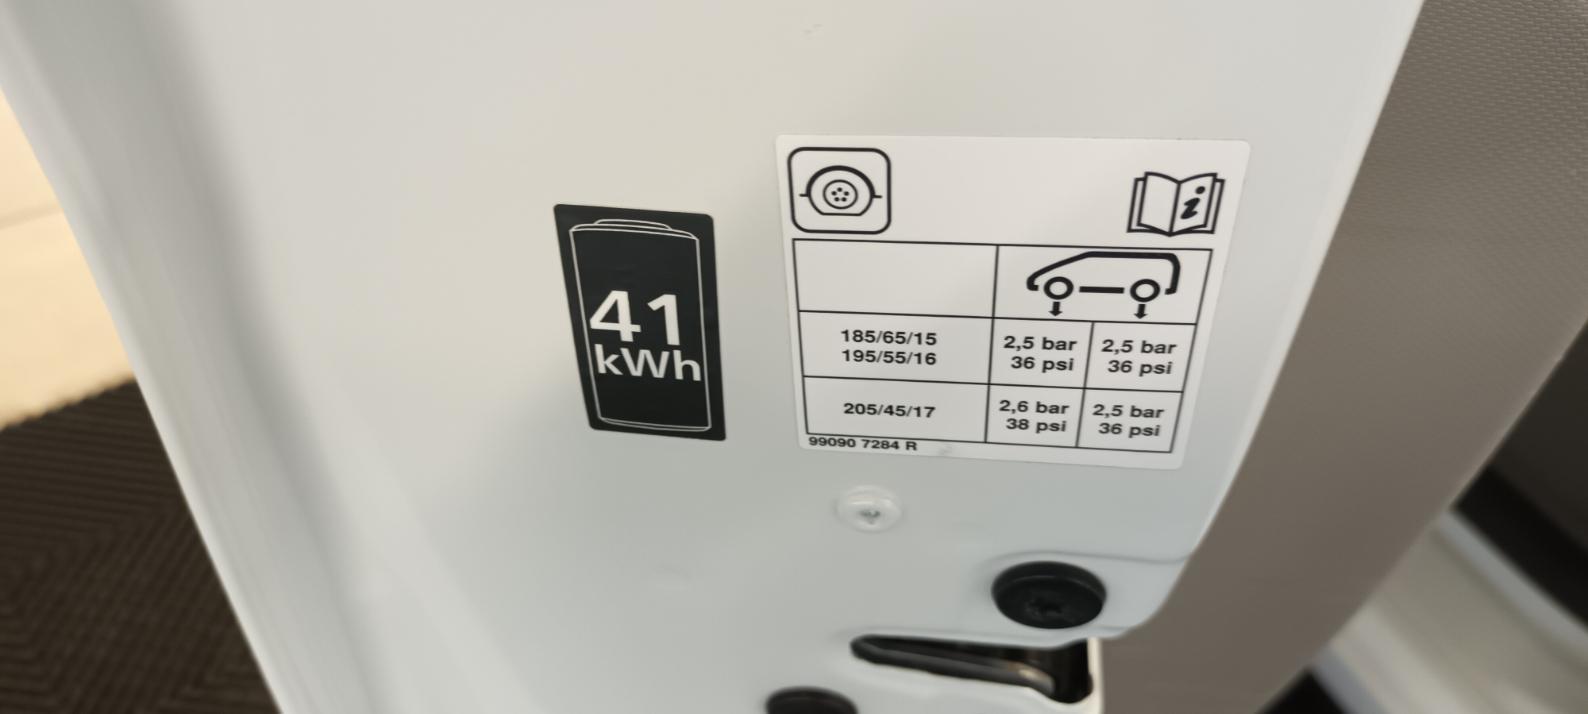 41
kWh
i
185/65/15
195/55/16
2,5 bar
36 psi
2,5 bar
36 psi
205/45/17
2,6 bar
38 psi
2,5 bar
36 psi
99090 7284 R